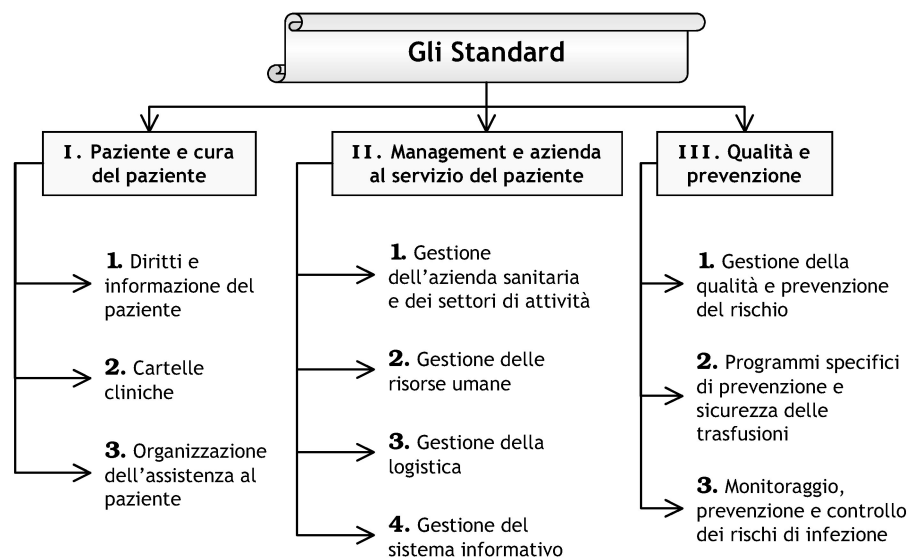 Gli Standard
I. Paziente e cura
del paziente
1. Diritti e
informazione del
paziente
2. Cartelle
cliniche
3. Organizzazione
dell'assistenza al
paziente
II. Management e azienda
al servizio del paziente
1. Gestione
dell'azienda sanitaria
e dei settori di attività
2. Gestione delle
risorse umane
3. Gestione della
logistica
4. Gestione del
sistema informativo
III. Qualità e
prevenzione
1. Gestione della
qualità e prevenzione
del rischio
2. Programmi specifici
di prevenzione e
sicurezza delle
trasfusioni
3. Monitoraggio,
prevenzione e controllo
dei rischi di infezione